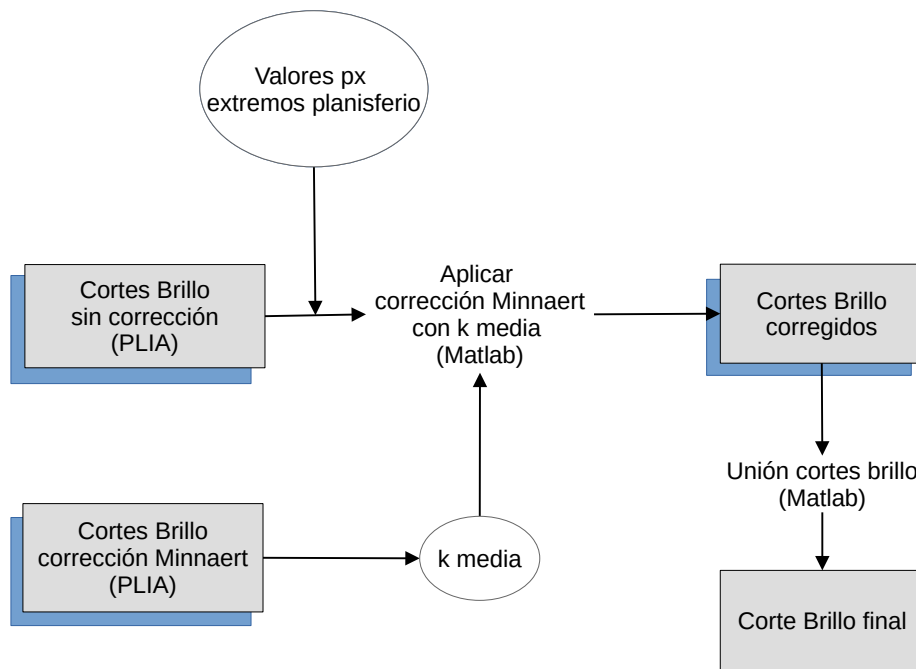 Valores px
extremos planisferio
Cortes Brillo
sin corrección
(PLIA)
Aplicar
corrección Minnaert
con k media
(Matlab)
Cortes Brillo
corregidos
Unión cortes brillo
(Matlab)
Cortes Brillo
corrección Minnaert
(PLIA)
k media
Corte Brillo final